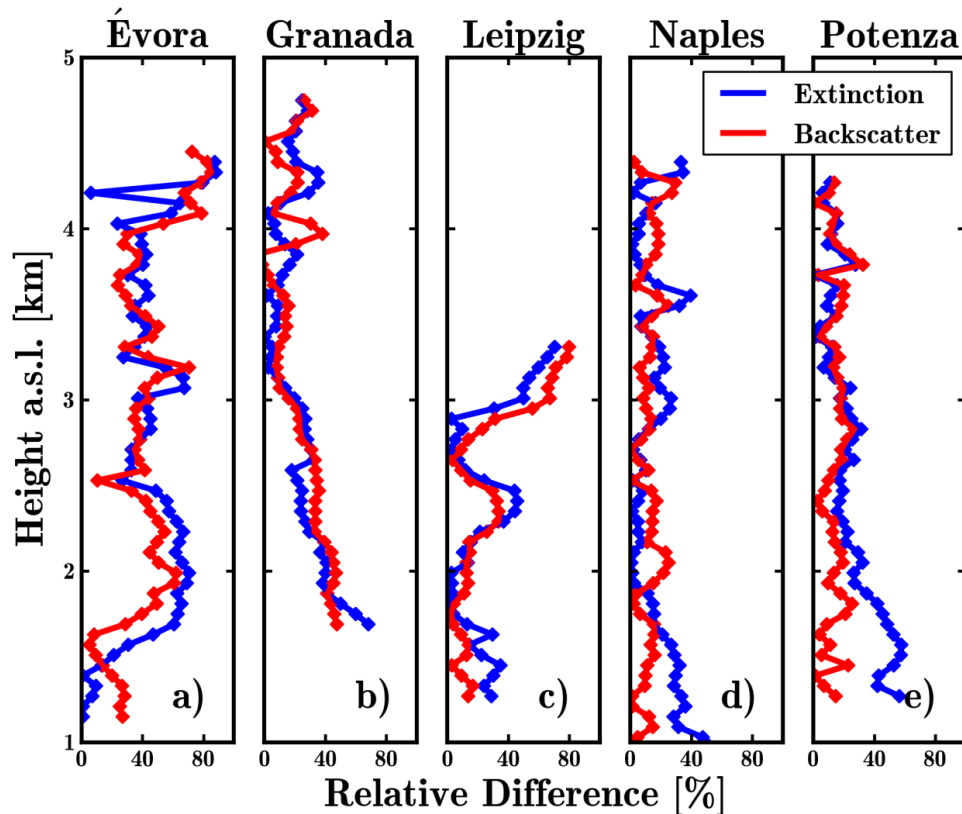 Évora Granada Leipzig Naples Potenza
5
Extinction
Backscatter
4
3
2
1
Height a.s.l. [km]
a) b) c) d) e)
0 40 80 0 40 80 0 40 80 0 40 80 0 40 80
Relative Difference [%]